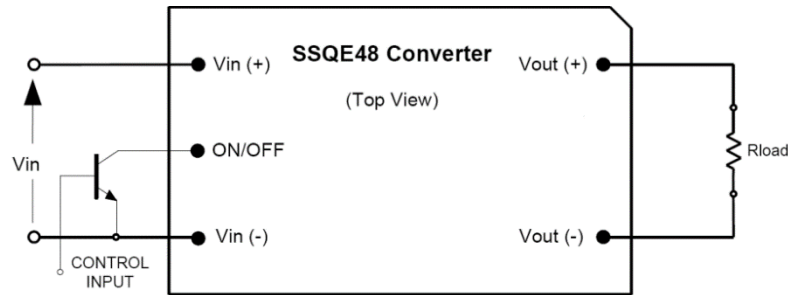 SSQE48 Converter
(Top View)
Vin (+)
Vout (+)
ON/OFF
Vin
Rload
Vin (-)
Vout (-)
CONTROL
INPUT